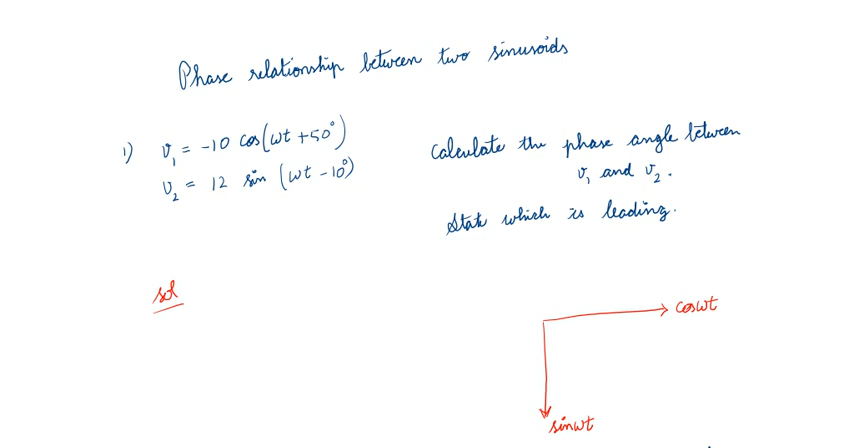 Phase relationship between two sinusoids
1) v₁ = -10 cos(ωt +50°)
v₂ = 12 sin (ωt -10°)
Calculate the phase angle between
v₁ and v₂.
State which is leading.
sol
cosωt
sinωt